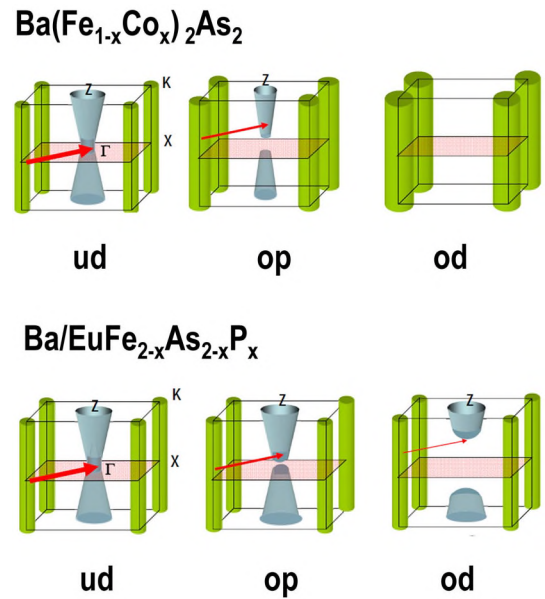 Ba(Fe₁₋ₓCoₓ)₂As₂
Z K Z
X
Γ
ud op od
Ba/EuFe₂₋ₓAs₂₋ₓPₓ
K
Z Z Z
X
Γ
ud op od